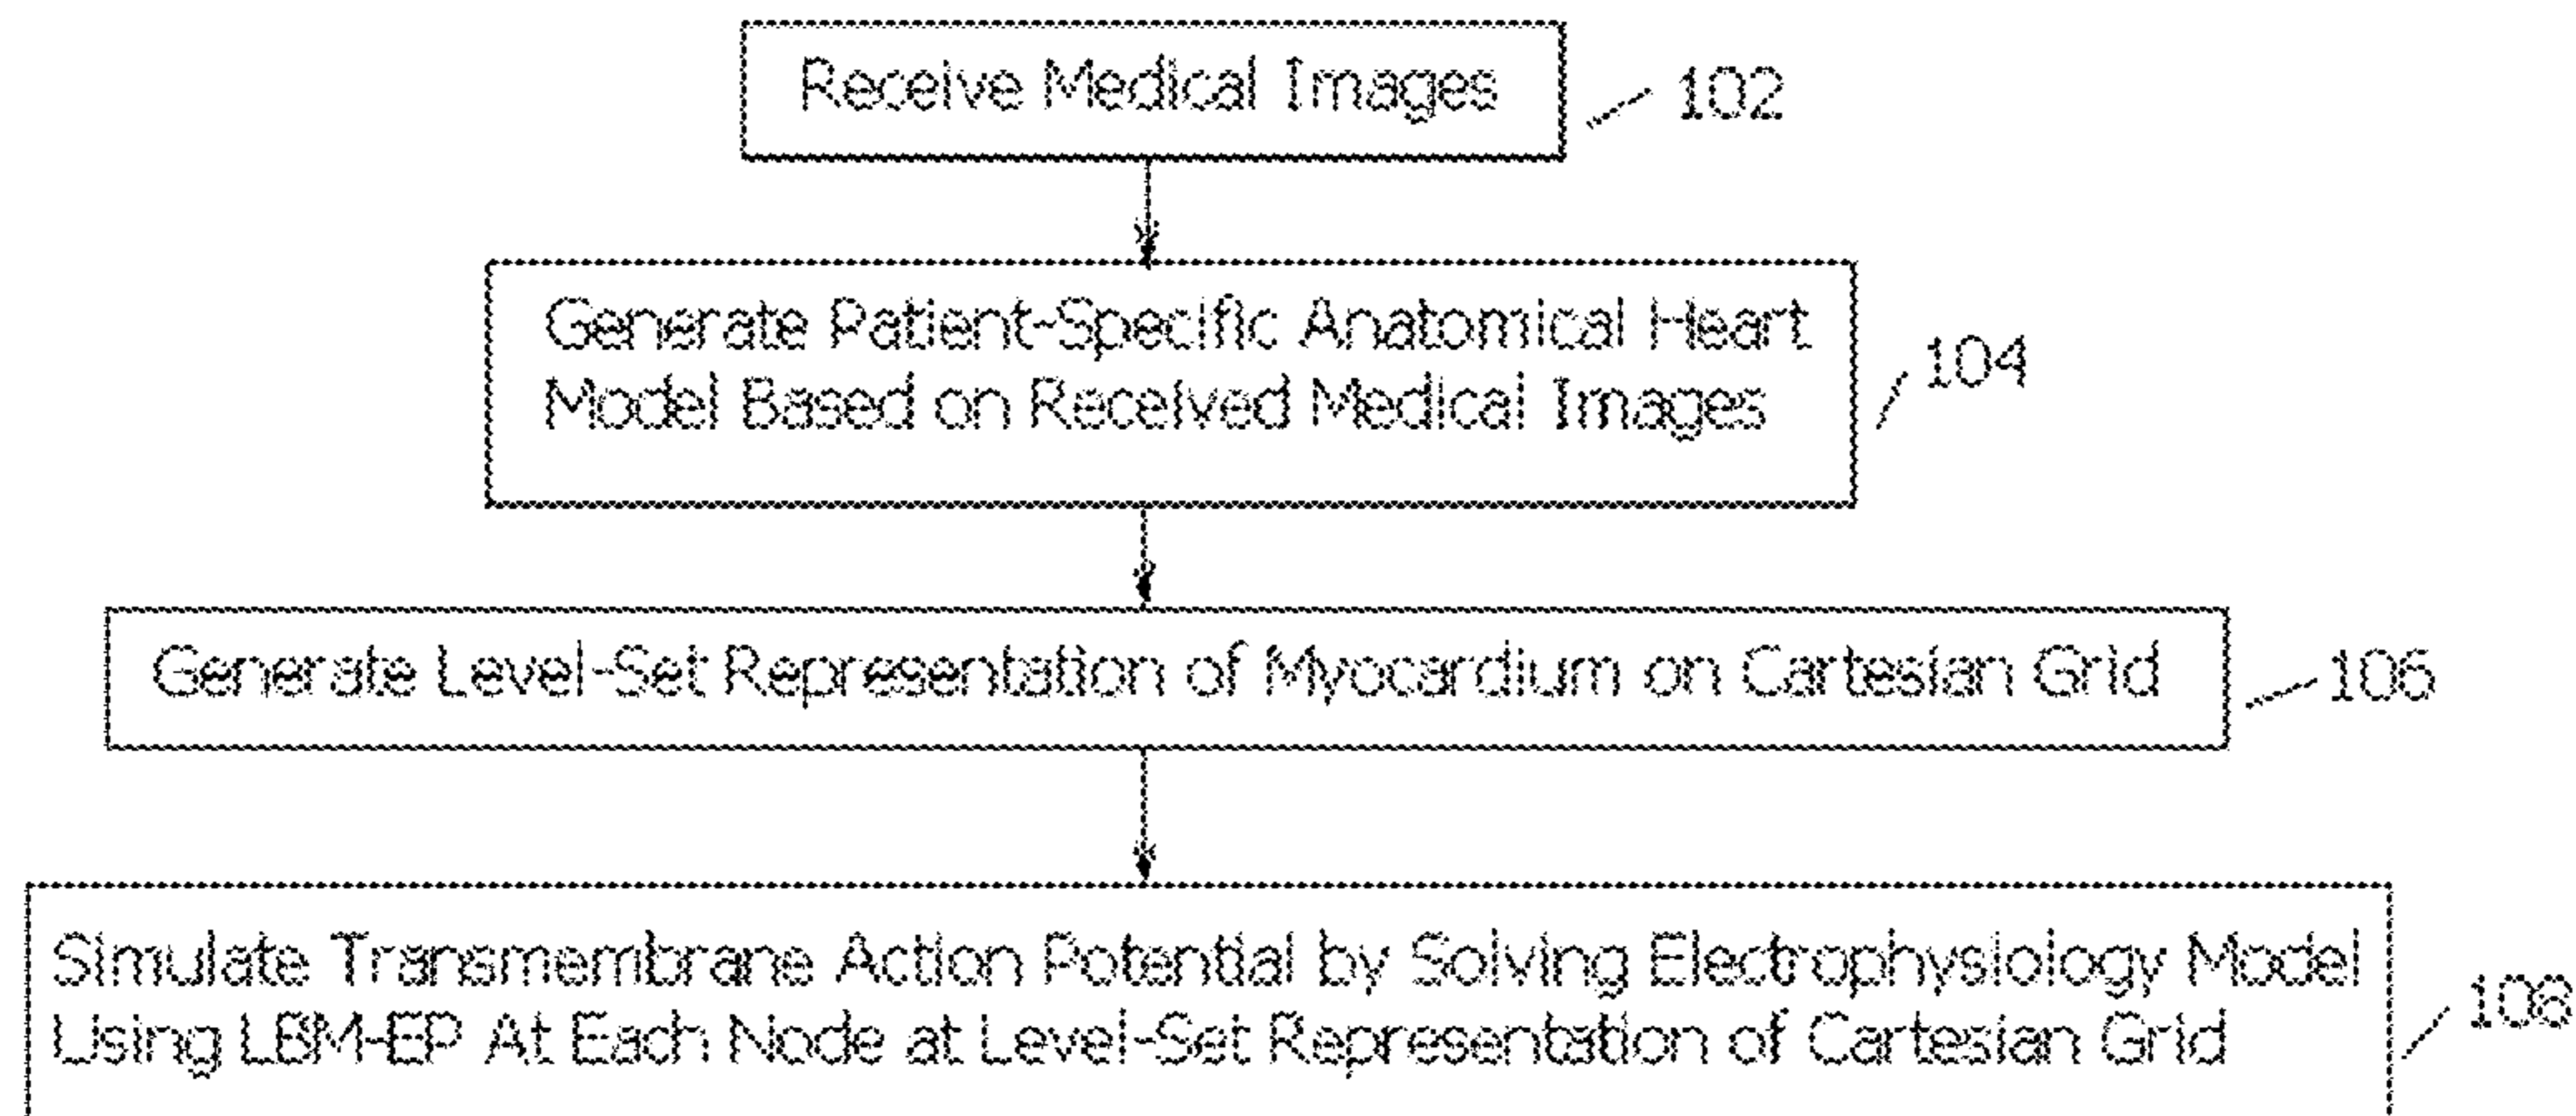 Receive Medical Images
102
Generate Patient-Specific Anatomical Heart
Model Based on Received Medical Images
104
Generate Level-Set Representation of Myocardium on Cartesian Grid
106
Simulate Transmembrane Action Potential by Solving Electrophysiology Model
Using LBM-EP At Each Node at Level-Set Representation of Cartesian Grid
108